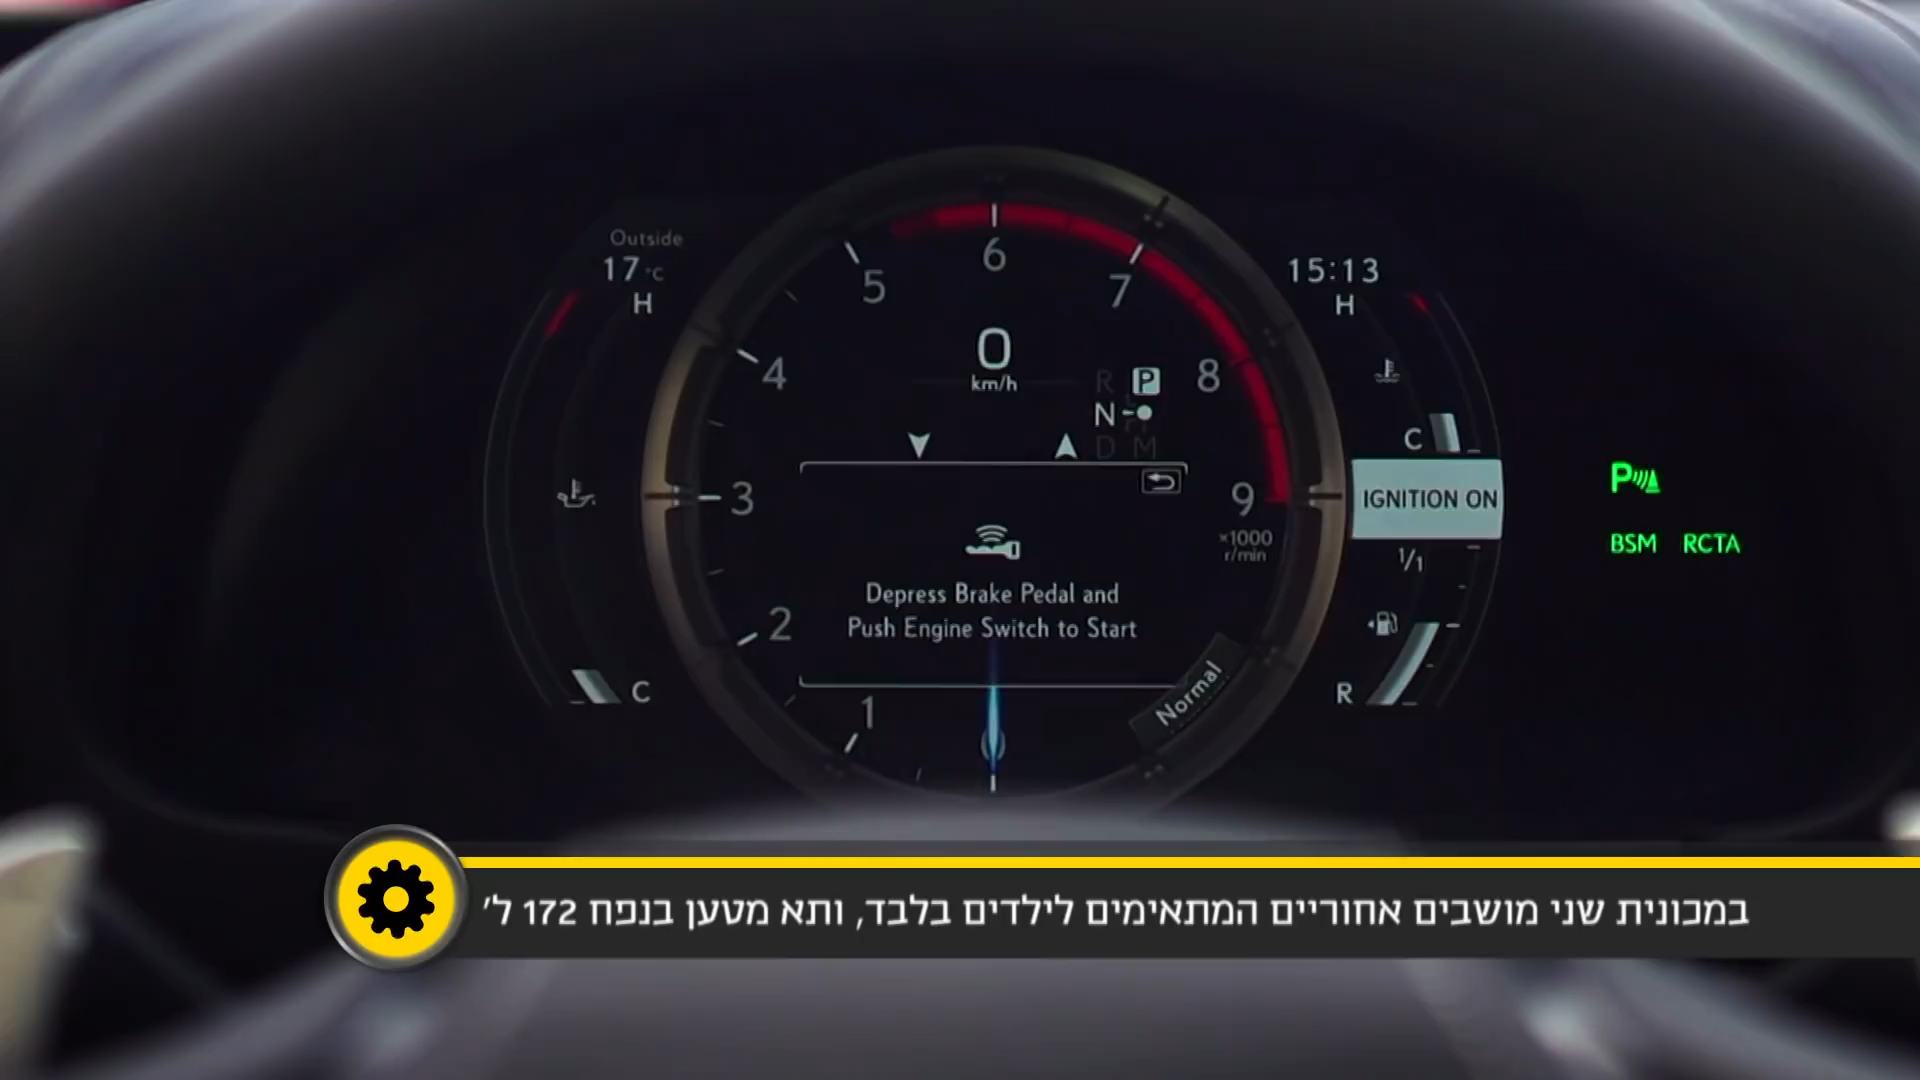 Outside
17 °C
H
15:13
H
5
6
7
4
0
km/h
8
R P
N
D M
C
3
9
×1000
r/min
IGNITION ON
1/1
BSM RCTA
Depress Brake Pedal and
Push Engine Switch to Start
2
1
C
Normal
R
במכונית שני מושבים אחוריים המתאימים לילדים בלבד, ותא מטען בנפח 172 ל'